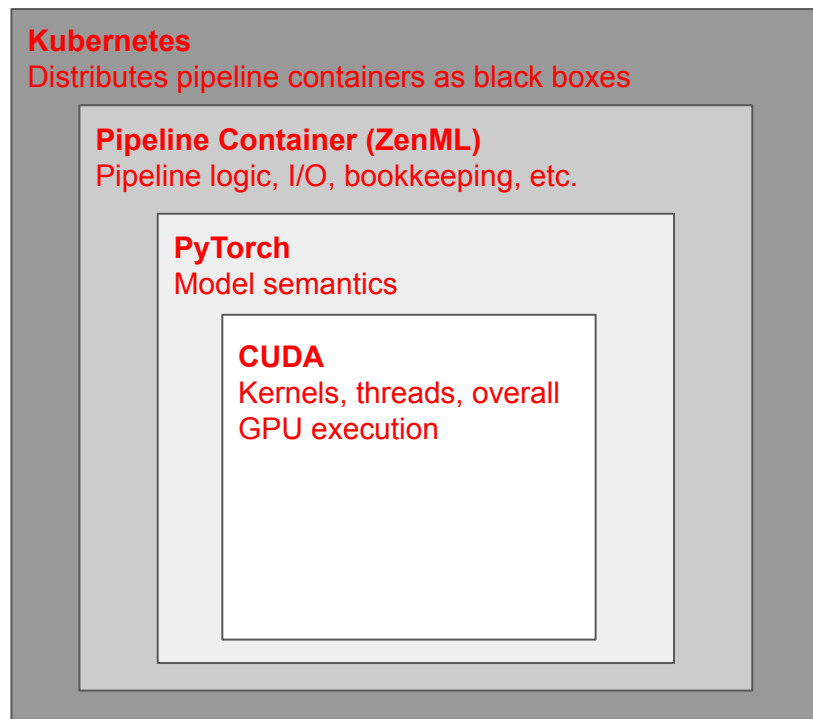 Kubernetes
Distributes pipeline containers as black boxes
Pipeline Container (ZenML)
Pipeline logic, I/O, bookkeeping, etc.
PyTorch
Model semantics
CUDA
Kernels, threads, overall
GPU execution